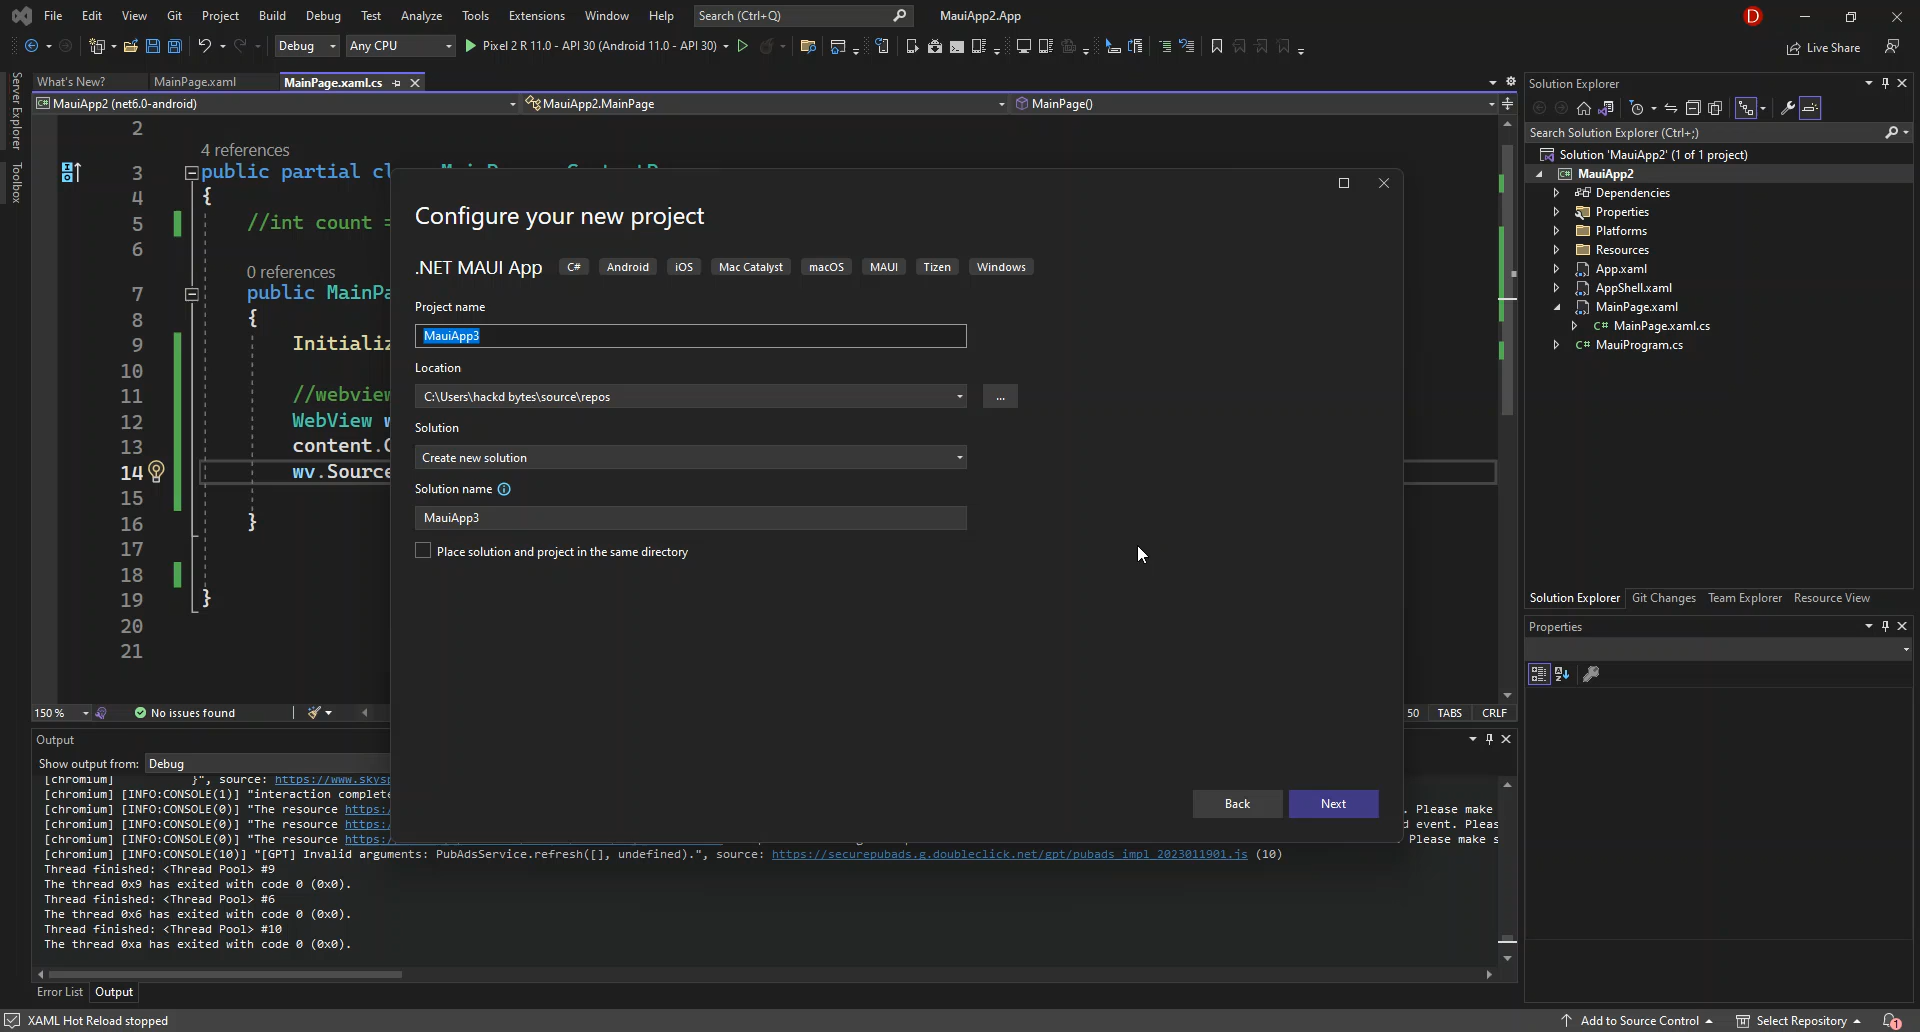 File Edit View Git Project Build Debug Test Analyze Tools Extensions Window Help Search (Ctrl+Q) MauiApp2.App D
Debug Any CPU Pixel 2 R 11.0 - API 30 (Android 11.0 - API 30) Live Share
Server Explorer
Toolbox
What's New? MainPage.xaml MainPage.xaml.cs
MauiApp2 (net6.0-android) MauiApp2.MainPage MainPage()
2
4 references
3 public partial cl
4 {
5 //int count =
6
0 references
7 public MainPa
8 {
9 Initializ
10
11 //webview
12 WebView w
13 content.C
14 wv.Source
15
16 }
17
18
19 }
20
21
150 % No issues found 50 TABS CRLF
Configure your new project
.NET MAUI App C# Android iOS Mac Catalyst macOS MAUI Tizen Windows
Project name
MauiApp3
Location
C:\Users\hackd bytes\source\repos
...
Solution
Create new solution
Solution name
MauiApp3
Place solution and project in the same directory
Back Next
Output
Show output from: Debug
[chromium] }", source: https://www.skysp
[chromium] [INFO:CONSOLE(1)] "interaction complete
[chromium] [INFO:CONSOLE(0)] "The resource https:/ . Please make
[chromium] [INFO:CONSOLE(0)] "The resource https:/ d event. Pleas
[chromium] [INFO:CONSOLE(0)] "The resource https:/ Please make s
[chromium] [INFO:CONSOLE(10)] "[GPT] Invalid arguments: PubAdsService.refresh([], undefined).", source: https://securepubads.g.doubleclick.net/gpt/pubads_impl_2023011901.js (10)
Thread finished: <Thread Pool> #9
The thread 0x9 has exited with code 0 (0x0).
Thread finished: <Thread Pool> #6
The thread 0x6 has exited with code 0 (0x0).
Thread finished: <Thread Pool> #10
The thread 0xa has exited with code 0 (0x0).
Error List Output
XAML Hot Reload stopped Add to Source Control Select Repository 1
Solution Explorer
Search Solution Explorer (Ctrl+;)
Solution 'MauiApp2' (1 of 1 project)
C# MauiApp2
Dependencies
Properties
Platforms
Resources
App.xaml
AppShell.xaml
MainPage.xaml
C# MainPage.xaml.cs
C# MauiProgram.cs
Solution Explorer Git Changes Team Explorer Resource View
Properties